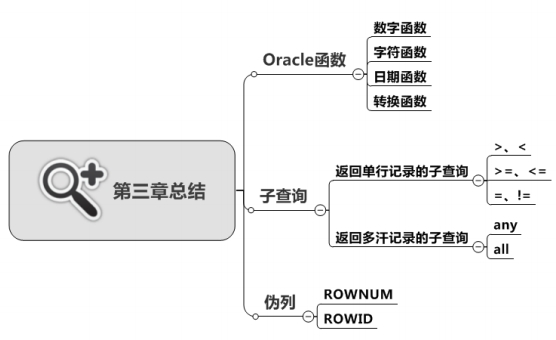 第三章总结
Oracle函数
数字函数
字符函数
日期函数
转换函数
子查询
返回单行记录的子查询
>、<
>=、<=
=、!=
返回多汗记录的子查询
any
all
伪列
ROWNUM
ROWID